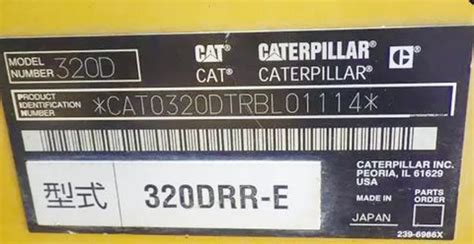 MODEL NUMBER 320D
CAT CATERPILLAR C
CAT® CATERPILLAR®
PRODUCT IDENTIFICATION NUMBER *CAT0320DTRBL01114*
型式 320DRR-E
CATERPILLAR INC.
PEORIA, IL 61629
USA
MADE IN JAPAN
PARTS ORDER
239-6966X